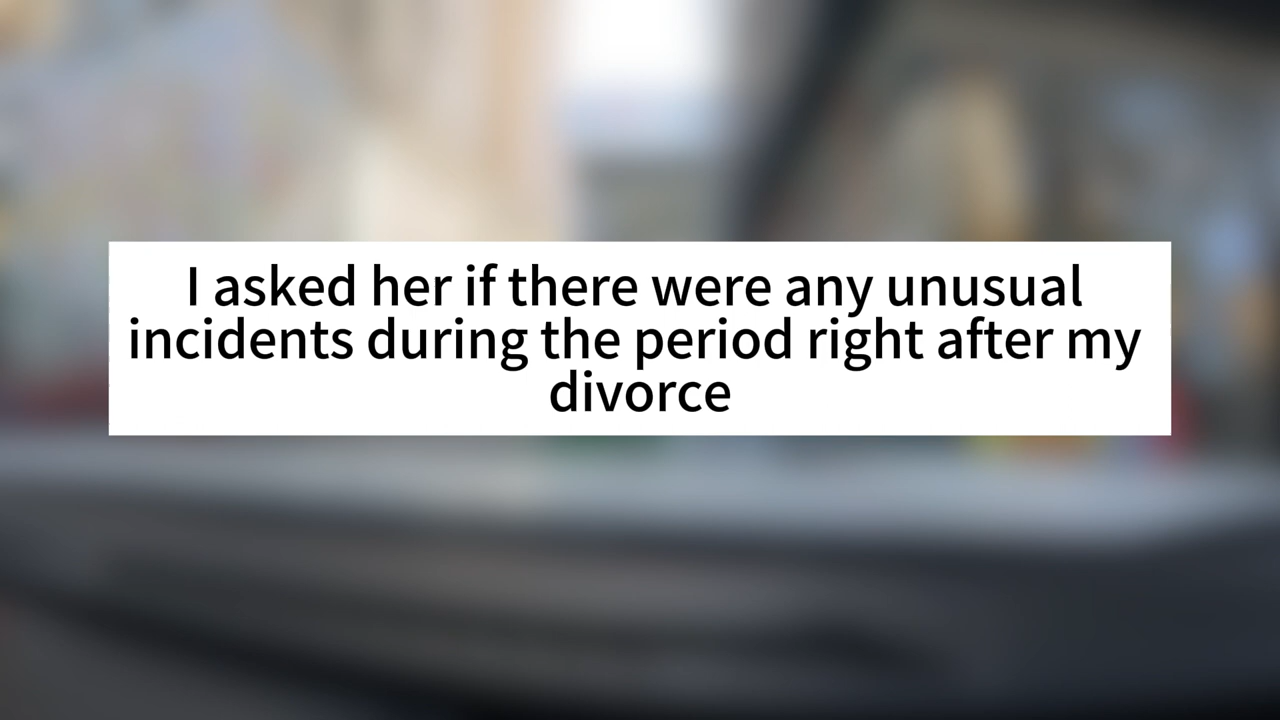 I asked her if there were any unusual
incidents during the period right after my
divorce